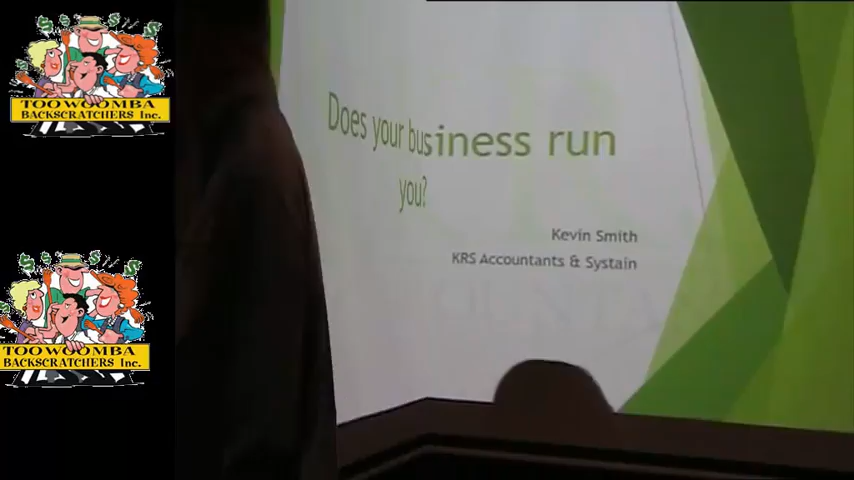 TOOWOOMBA
BACKSCRATCHERS Inc.
Does your business run
you?
Kevin Smith
KRS Accountants & Systain
TOOWOOMBA
BACKSCRATCHERS Inc.